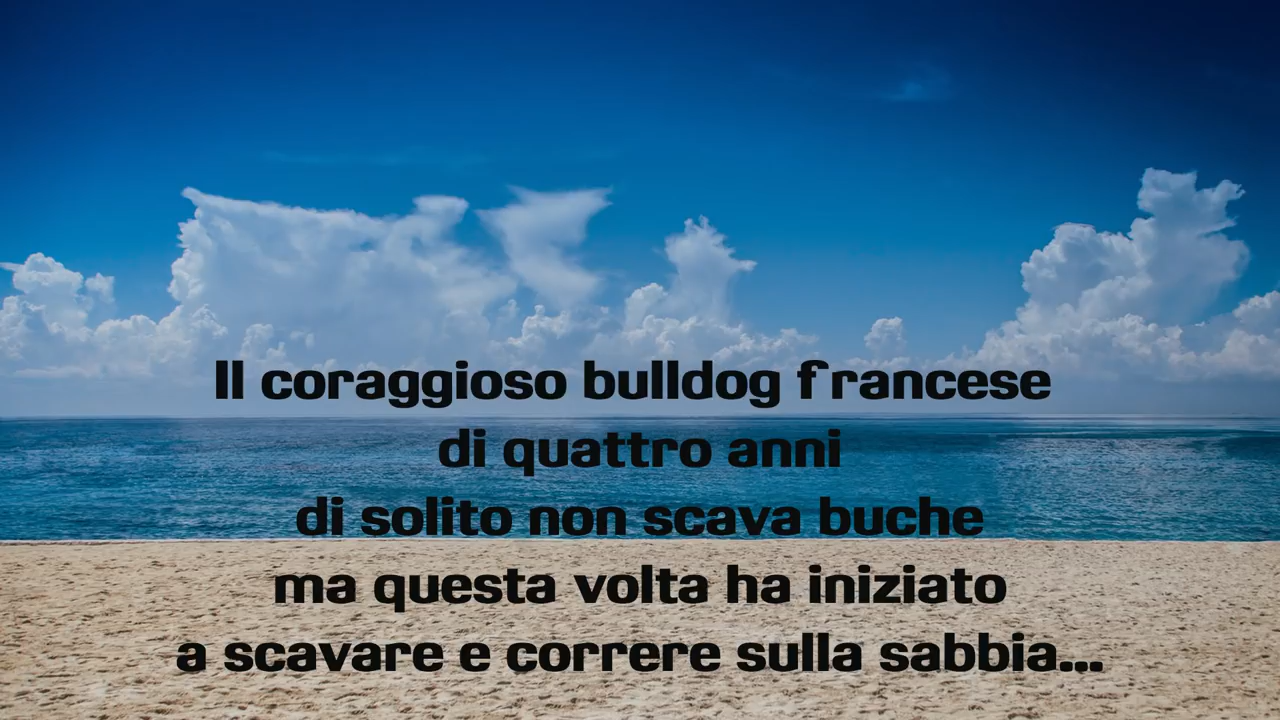 Il coraggioso bulldog francese
di quattro anni
di solito non scava buche
ma questa volta ha iniziato
a scavare e correre sulla sabbia...